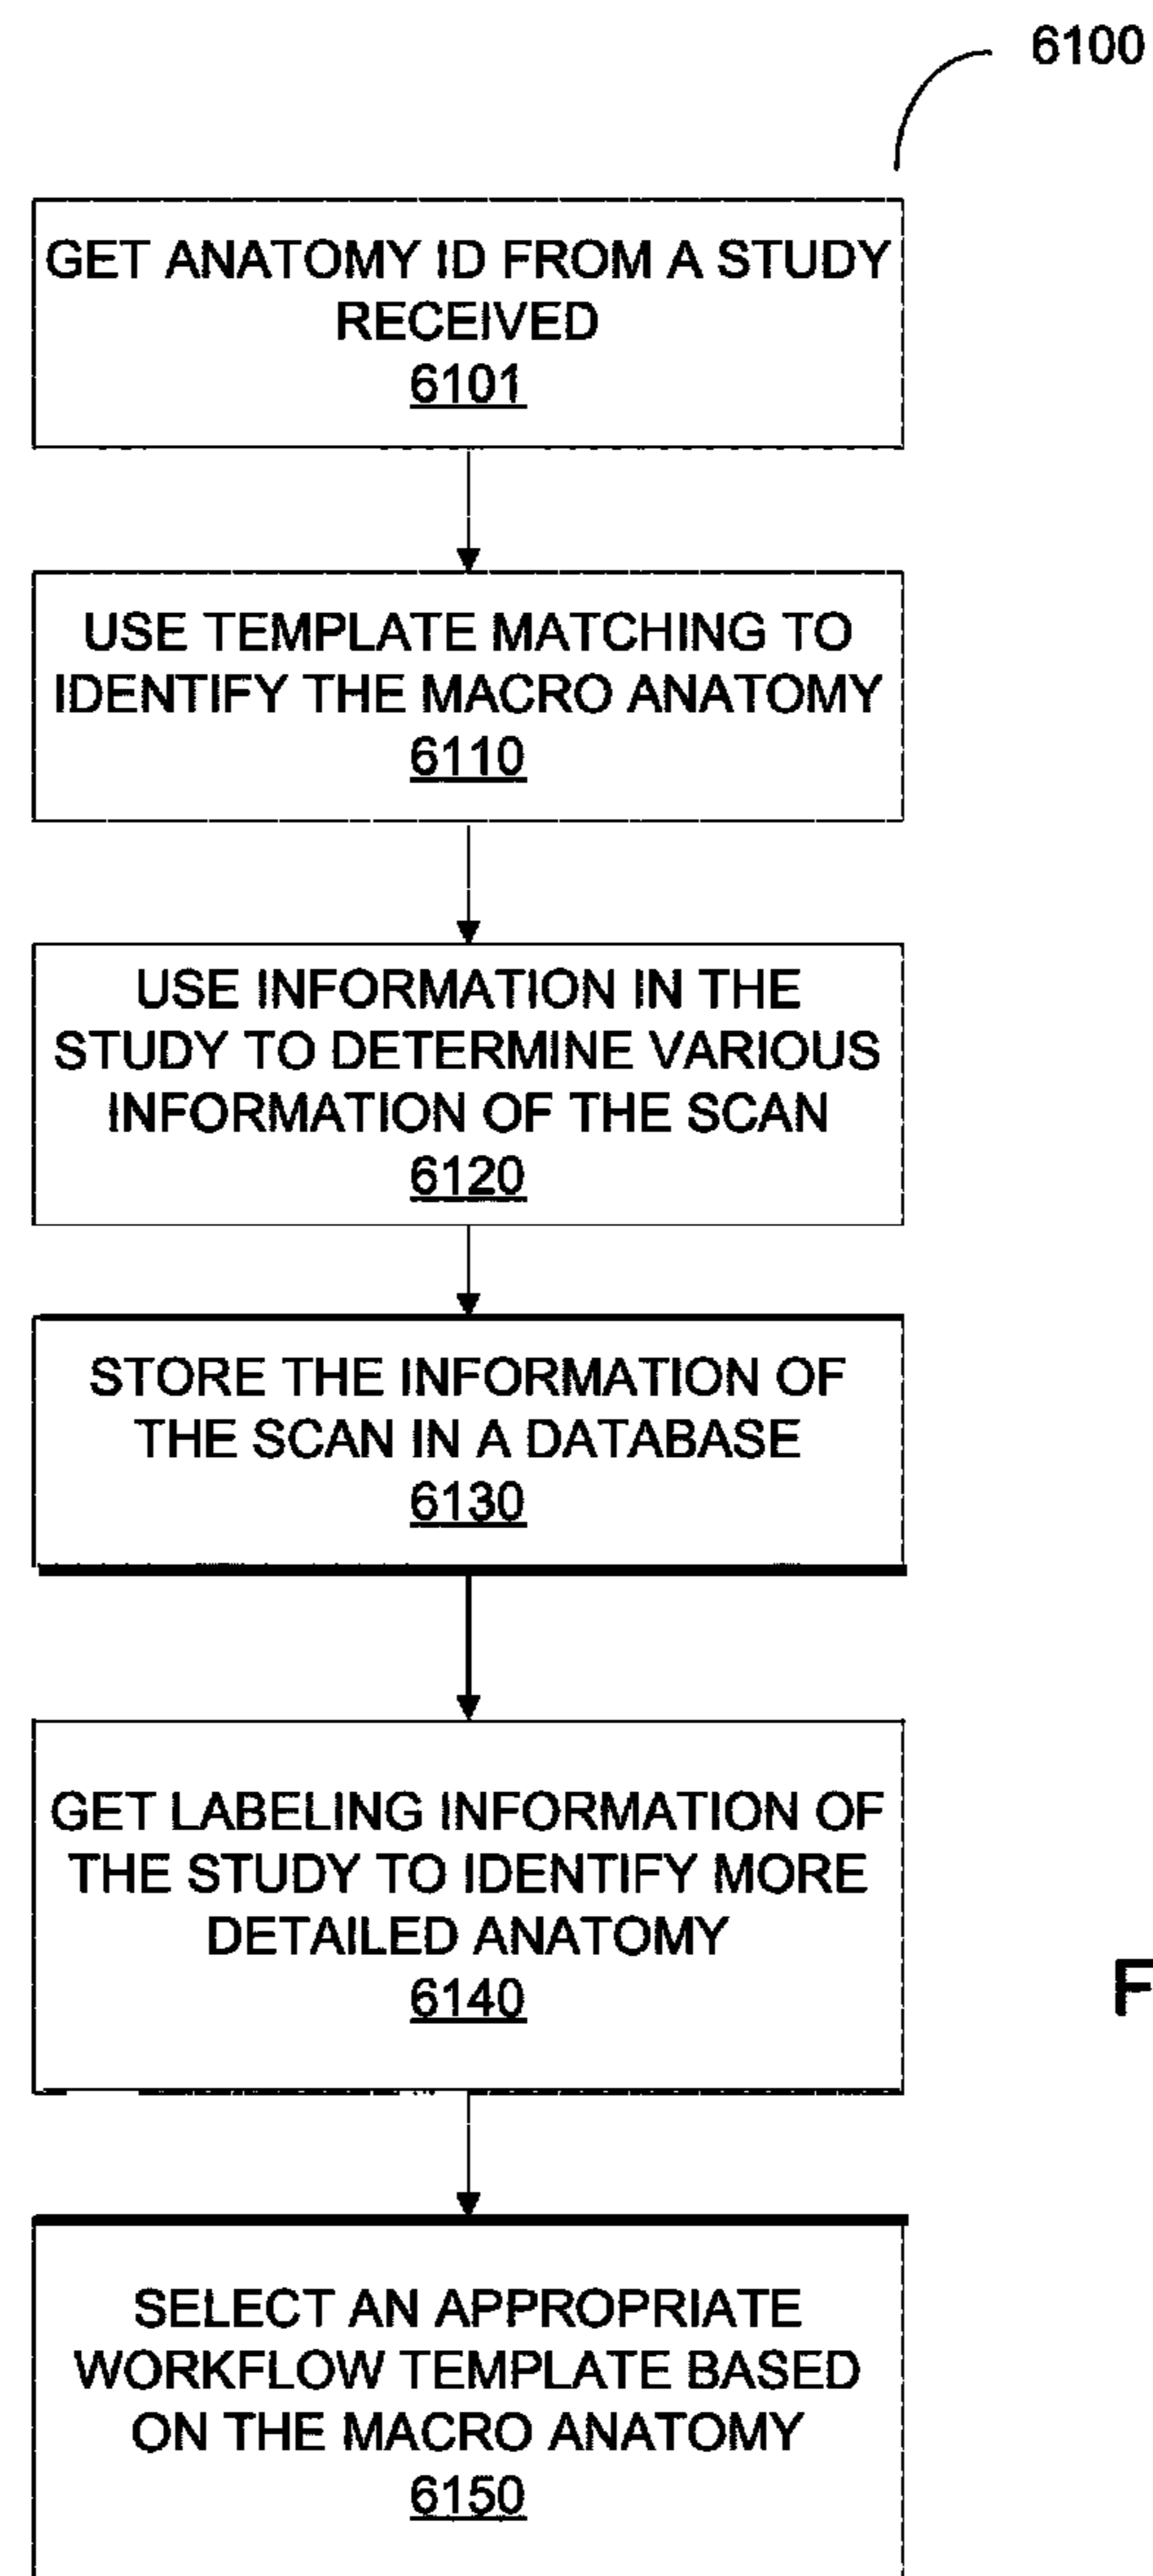 6100
GET ANATOMY ID FROM A STUDY
RECEIVED
6101
USE TEMPLATE MATCHING TO
IDENTIFY THE MACRO ANATOMY
6110
USE INFORMATION IN THE
STUDY TO DETERMINE VARIOUS
INFORMATION OF THE SCAN
6120
STORE THE INFORMATION OF
THE SCAN IN A DATABASE
6130
GET LABELING INFORMATION OF
THE STUDY TO IDENTIFY MORE
DETAILED ANATOMY
6140
F
SELECT AN APPROPRIATE
WORKFLOW TEMPLATE BASED
ON THE MACRO ANATOMY
6150